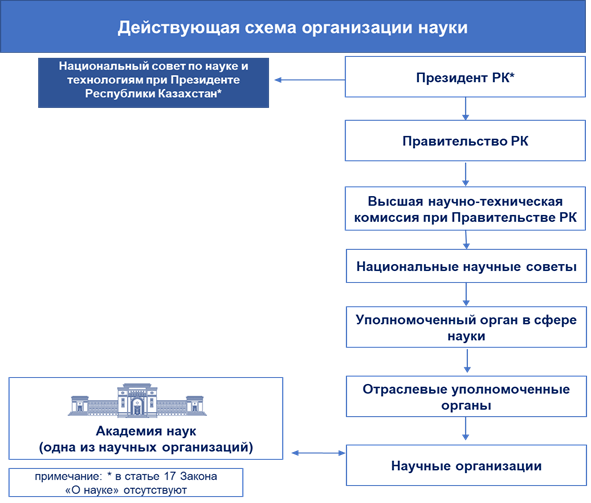 Действующая схема организации науки
Национальный совет по науке и
технологиям при Президенте
Республики Казахстан*
Президент РК*
Правительство РК
Высшая научно-техническая
комиссия при Правительстве РК
Национальные научные советы
Уполномоченный орган в сфере
науки
Отраслевые уполномоченные
органы
Академия наук
(одна из научных организаций)
Научные организации
примечание: * в статье 17 Закона
«О науке» отсутствуют